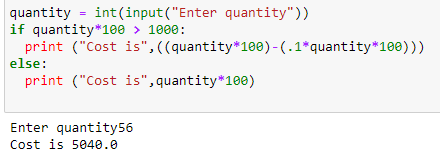 quantity = int(input("Enter quantity"))
if quantity*100 > 1000:
  print ("Cost is",((quantity*100)-(.1*quantity*100)))
else:
  print ("Cost is",quantity*100)
Enter quantity56
Cost is 5040.0